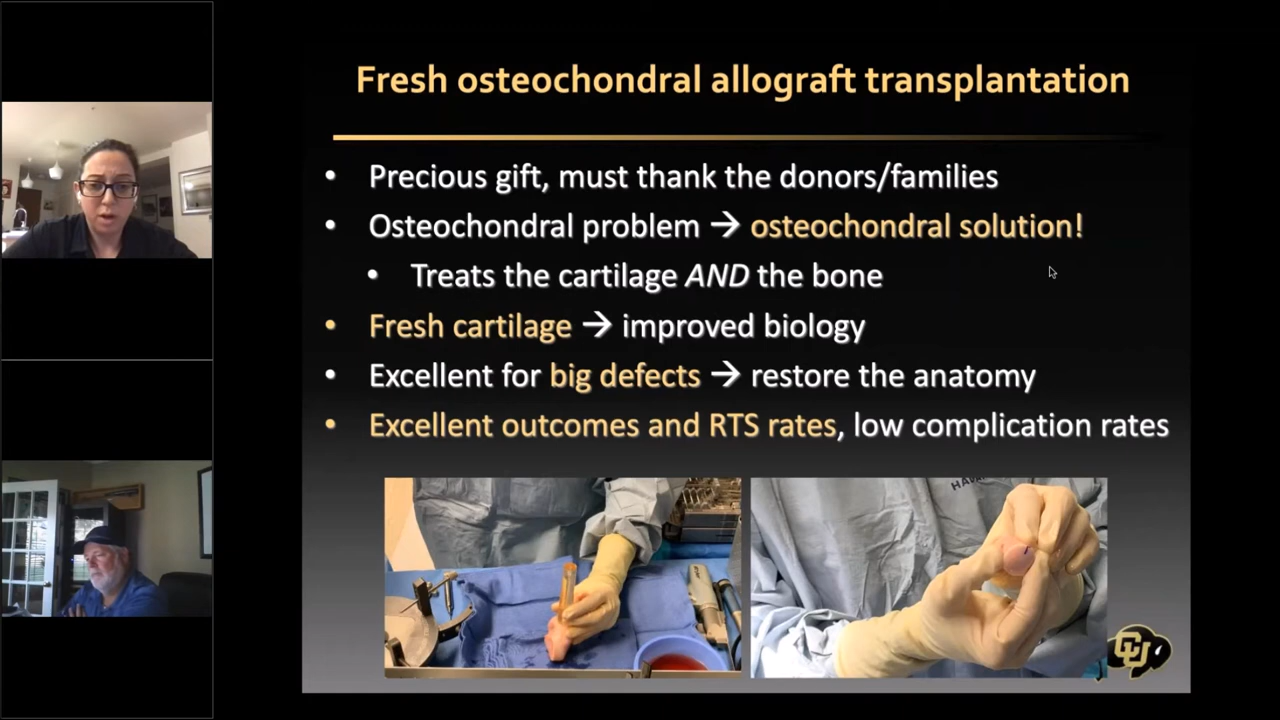 Fresh osteochondral allograft transplantation
• Precious gift, must thank the donors/families
• Osteochondral problem → osteochondral solution!
• Treats the cartilage AND the bone
• Fresh cartilage → improved biology
• Excellent for big defects → restore the anatomy
• Excellent outcomes and RTS rates, low complication rates
CU